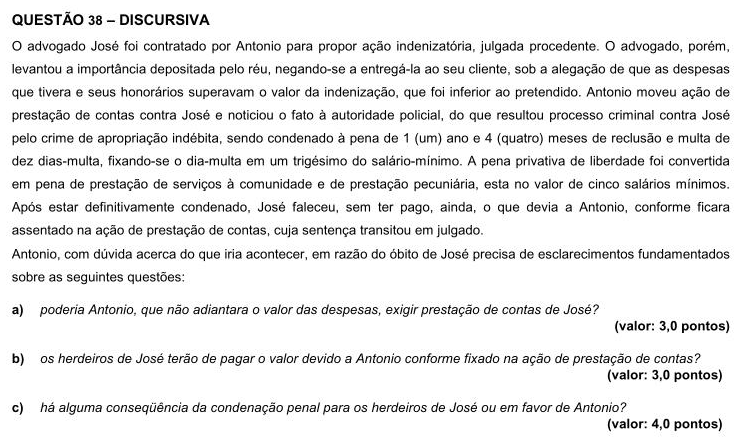 QUESTÃO 38 – DISCURSIVA
O advogado José foi contratado por Antonio para propor ação indenizatória, julgada procedente. O advogado, porém,
levantou a importância depositada pelo réu, negando-se a entregá-la ao seu cliente, sob a alegação de que as despesas
que tivera e seus honorários superavam o valor da indenização, que foi inferior ao pretendido. Antonio moveu ação de
prestação de contas contra José e noticiou o fato à autoridade policial, do que resultou processo criminal contra José
pelo crime de apropriação indébita, sendo condenado à pena de 1 (um) ano e 4 (quatro) meses de reclusão e multa de
dez dias-multa, fixando-se o dia-multa em um trigésimo do salário-mínimo. A pena privativa de liberdade foi convertida
em pena de prestação de serviços à comunidade e de prestação pecuniária, esta no valor de cinco salários mínimos.
Após estar definitivamente condenado, José faleceu, sem ter pago, ainda, o que devia a Antonio, conforme ficara
assentado na ação de prestação de contas, cuja sentença transitou em julgado.
Antonio, com dúvida acerca do que iria acontecer, em razão do óbito de José precisa de esclarecimentos fundamentados
sobre as seguintes questões:
a) poderia Antonio, que não adiantara o valor das despesas, exigir prestação de contas de José?
(valor: 3,0 pontos)
b) os herdeiros de José terão de pagar o valor devido a Antonio conforme fixado na ação de prestação de contas?
(valor: 3,0 pontos)
c) há alguma conseqüência da condenação penal para os herdeiros de José ou em favor de Antonio?
(valor: 4,0 pontos)